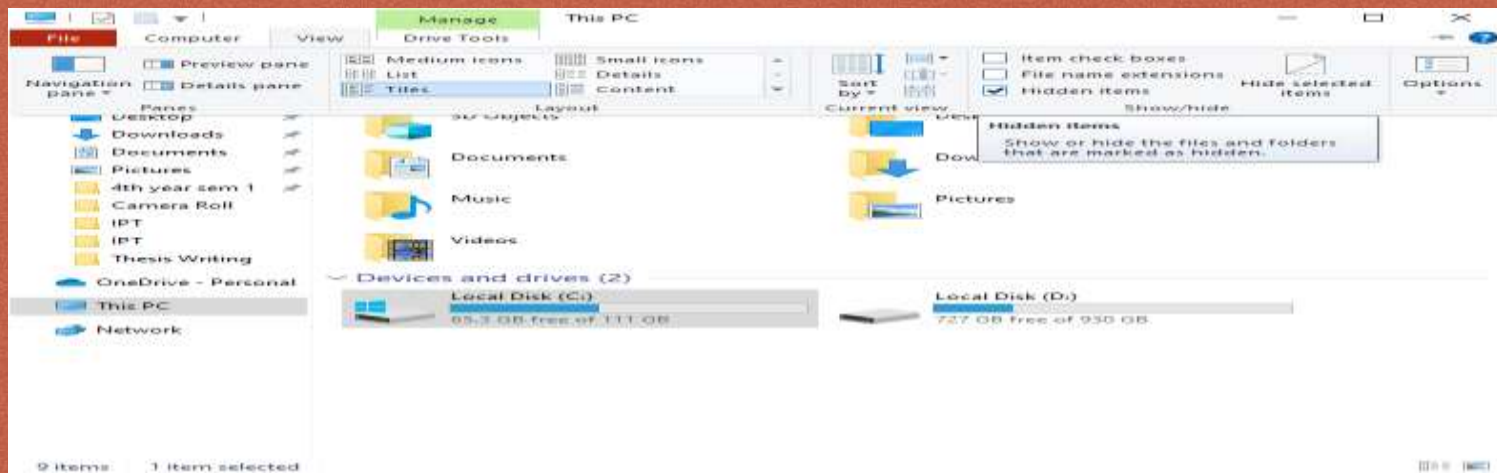 Manage This PC
File Computer View Drive Tools
Navigation pane
Preview pane
Details pane
Panes
Medium icons Small icons
List Details
Tiles Content
Layout
Sort by
Current view
Item check boxes
File name extensions
Hidden items
Show/hide
Hide selected items
Options
Hidden items
Show or hide the files and folders
that are marked as hidden.
Desktop
Downloads
Documents
Pictures
4th year sem 1
Camera Roll
IPT
IPT
Thesis Writing
OneDrive - Personal
This PC
Network
3D Objects
Documents
Music
Pictures
Videos
Devices and drives (2)
Local Disk (C:)
65.3 GB free of 111 GB
Local Disk (D:)
727 GB free of 930 GB
9 items 1 item selected